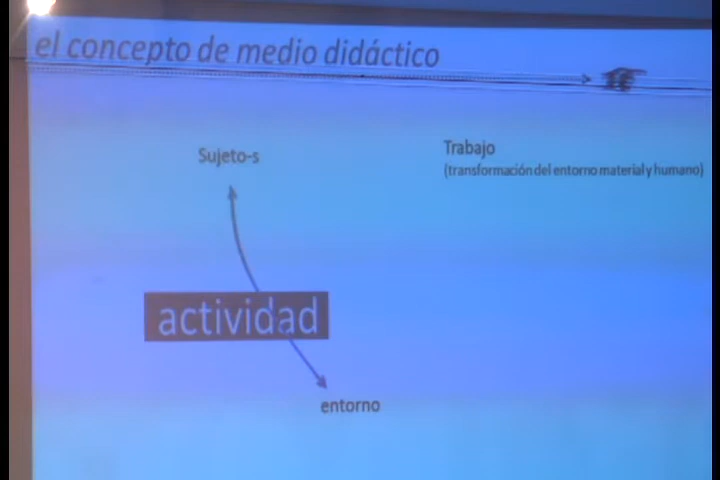 el concepto de medio didáctico
Sujeto-s
Trabajo
(transformación del entorno material y humano)
actividad
entorno